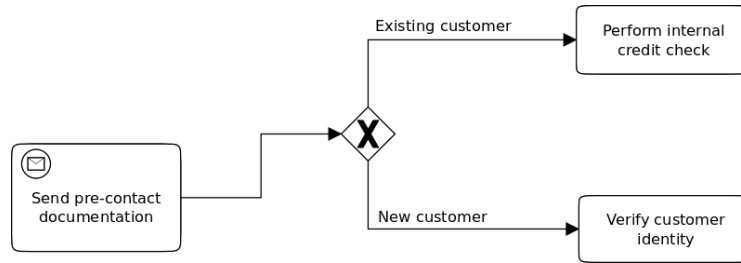 Existing customer
Perform internal
credit check
X
Send pre-contact
documentation
New customer
Verify customer
identity